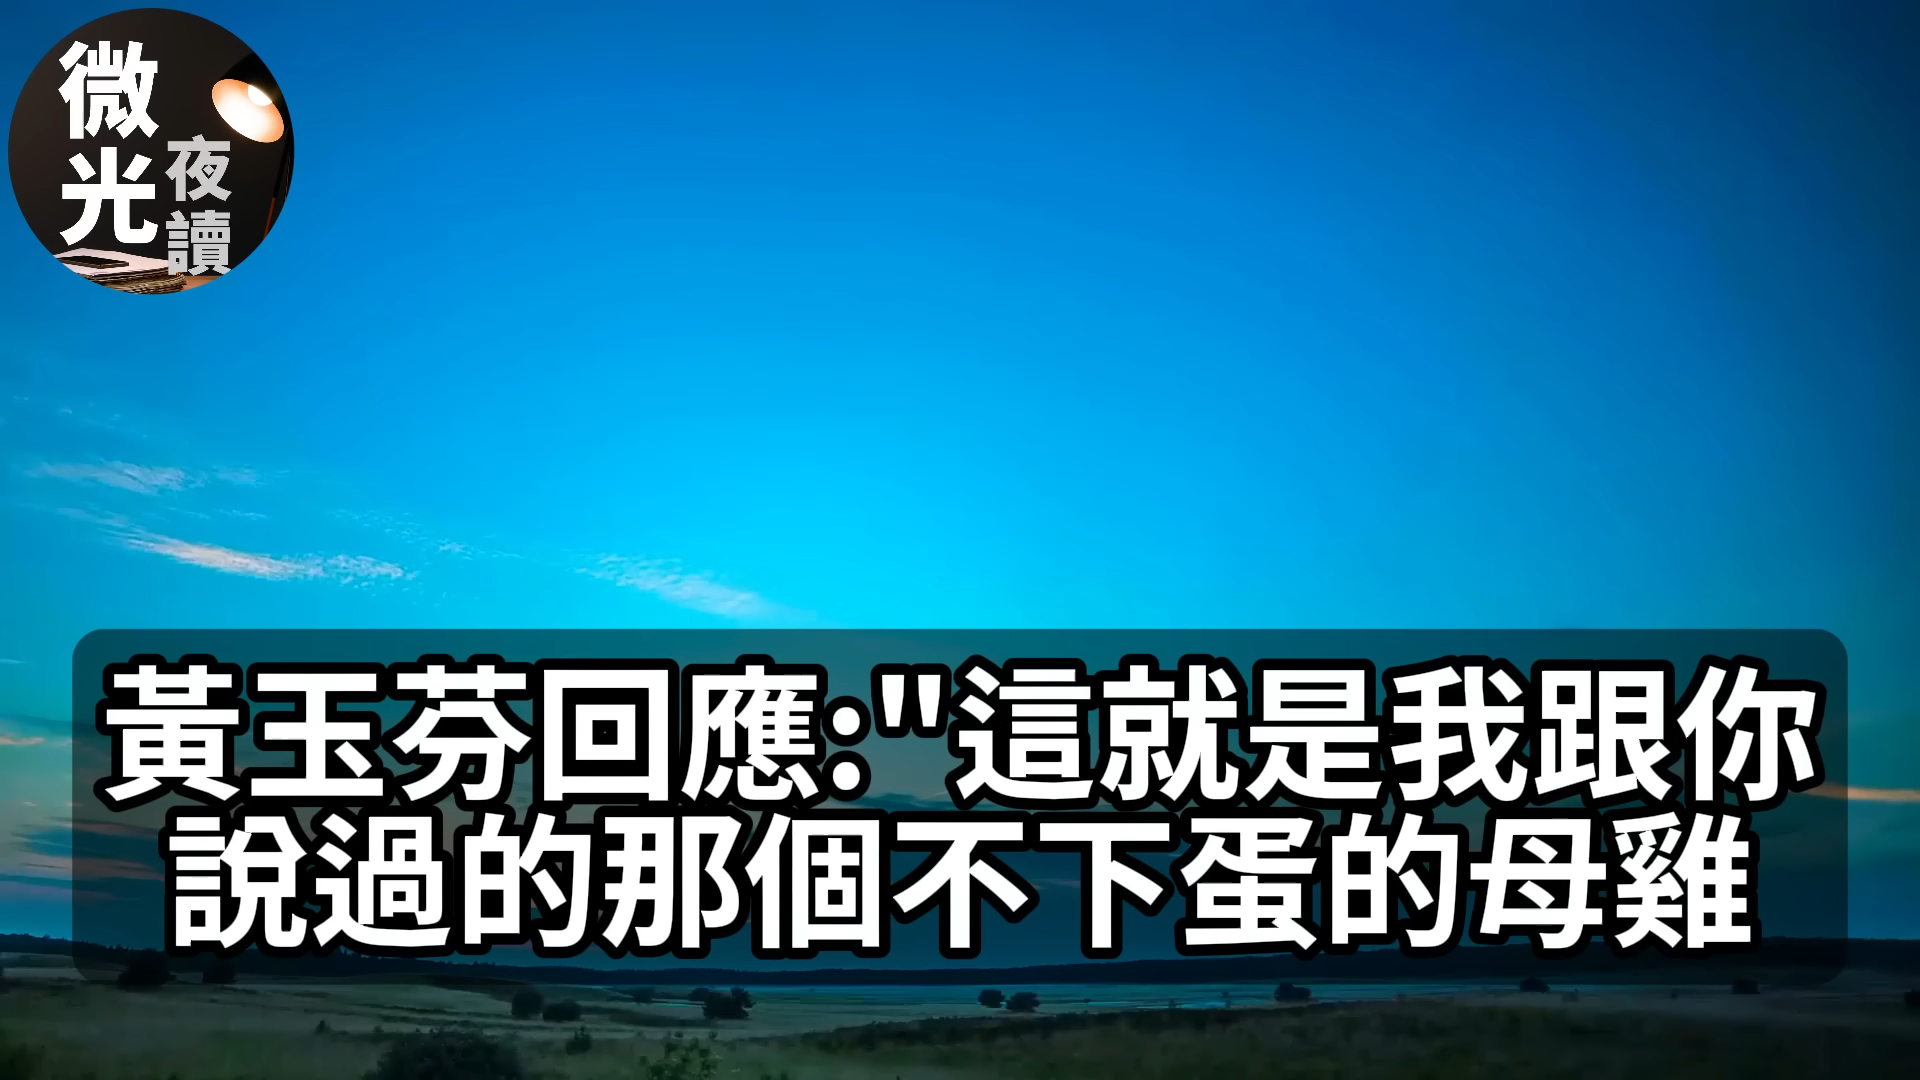 微光
夜讀
黃玉芬回應:"這就是我跟你
說過的那個不下蛋的母雞